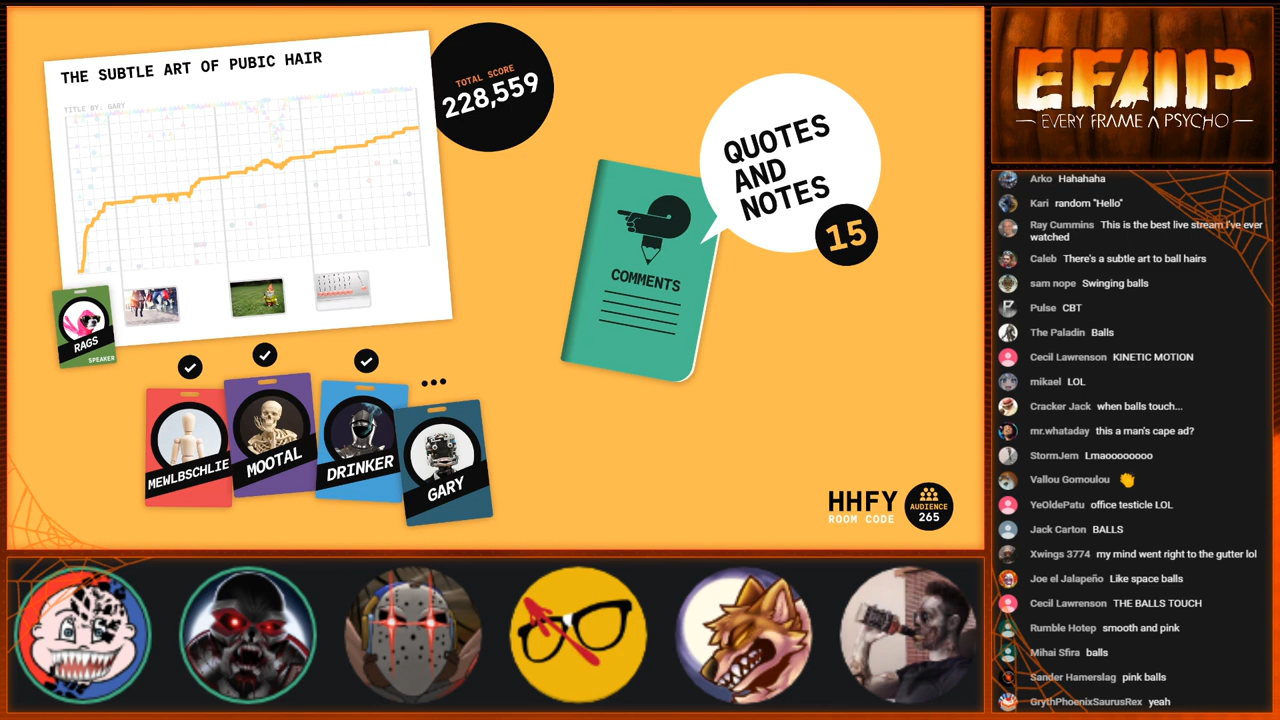 THE SUBTLE ART OF PUBIC HAIR
TITLE BY: GARY
TOTAL SCORE
228,559
RAGS
SPEAKER
MEWLBSCHLIE
MOOTAL
DRINKER
GARY
QUOTES
AND
NOTES
15
COMMENTS
HHFY
ROOM CODE
AUDIENCE
265
EFAP
EVERY FRAME A PSYCHO
Arko Hahahaha
Kari random "Hello"
Ray Cummins This is the best live stream I've ever
watched
Caleb There's a subtle art to ball hairs
sam nope Swinging balls
Pulse CBT
The Paladin Balls
Cecil Lawrenson KINETIC MOTION
mikael LOL
Cracker Jack when balls touch...
mr.whataday this a man's cape ad?
StormJem Lmaooooooooo
Vallou Gomoulou 👏
YeOldePatu office testicle LOL
Jack Carton BALLS
Xwings 3774 my mind went right to the gutter lol
Joe el Jalapeño Like space balls
Cecil Lawrenson THE BALLS TOUCH
Rumble Hotep smooth and pink
Mihai Sfira balls
Sander Hamerslag pink balls
GrythPhoenixSaurusRex yeah